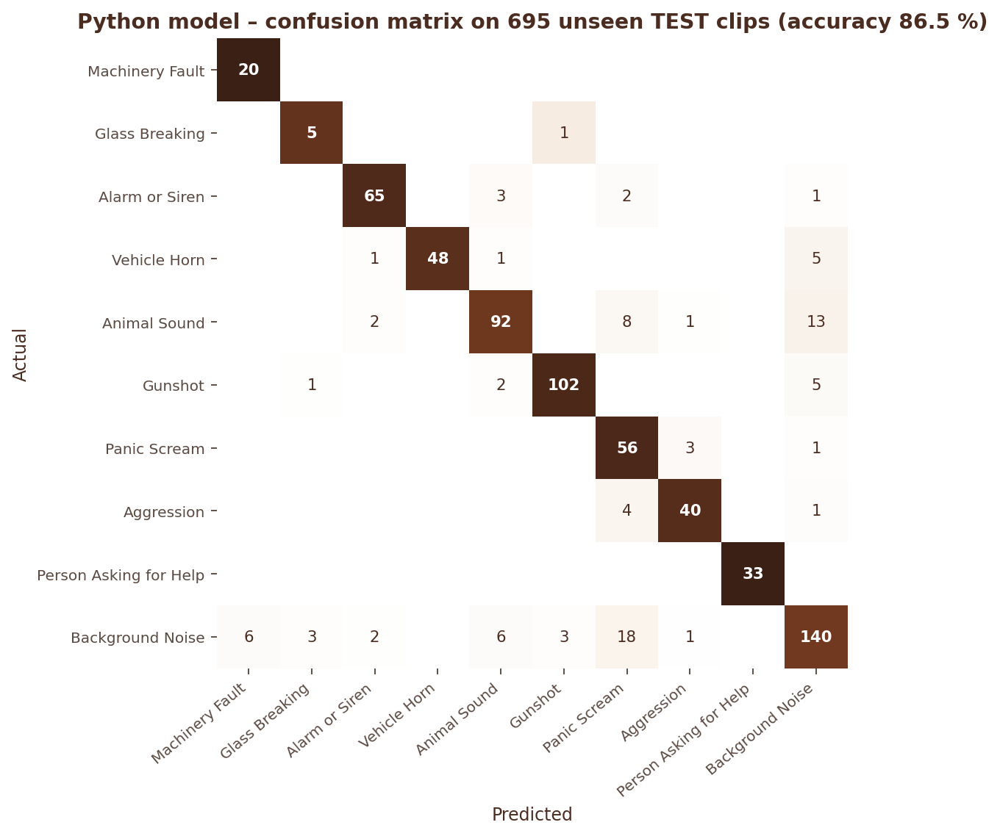 Python model – confusion matrix on 695 unseen TEST clips (accuracy 86.5 %)
Machinery Fault 20
Glass Breaking 5 1
Alarm or Siren 65 3 2 1
Vehicle Horn 1 48 1 5
Animal Sound 2 92 8 1 13
Gunshot 1 2 102 5
Panic Scream 56 3 1
Aggression 4 40 1
Person Asking for Help 33
Background Noise 6 3 2 6 3 18 1 140
Actual
Machinery Fault
Glass Breaking
Alarm or Siren
Vehicle Horn
Animal Sound
Gunshot
Panic Scream
Aggression
Person Asking for Help
Background Noise
Predicted